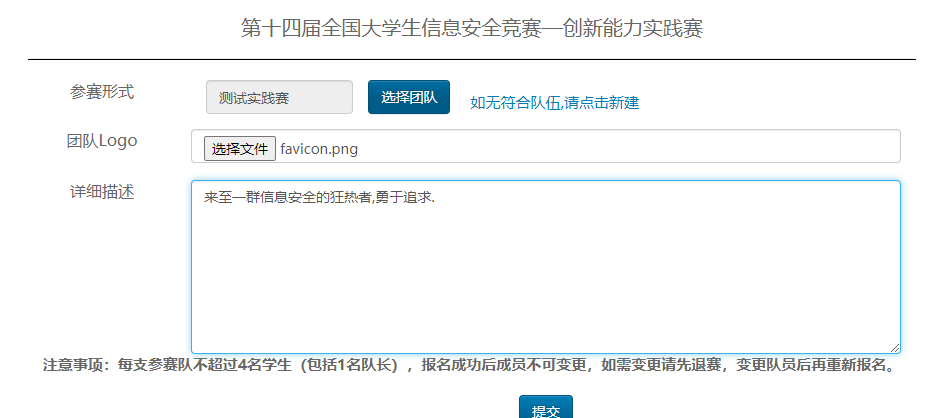 第十四届全国大学生信息安全竞赛—创新能力实践赛
参赛形式 测试实践赛 选择团队 如无符合队伍,请点击新建
团队Logo 选择文件 favicon.png
详细描述 来至一群信息安全的狂热者,勇于追求.
注意事项：每支参赛队不超过4名学生（包括1名队长），报名成功后成员不可变更，如需变更请先退赛，变更队员后再重新报名。
提交